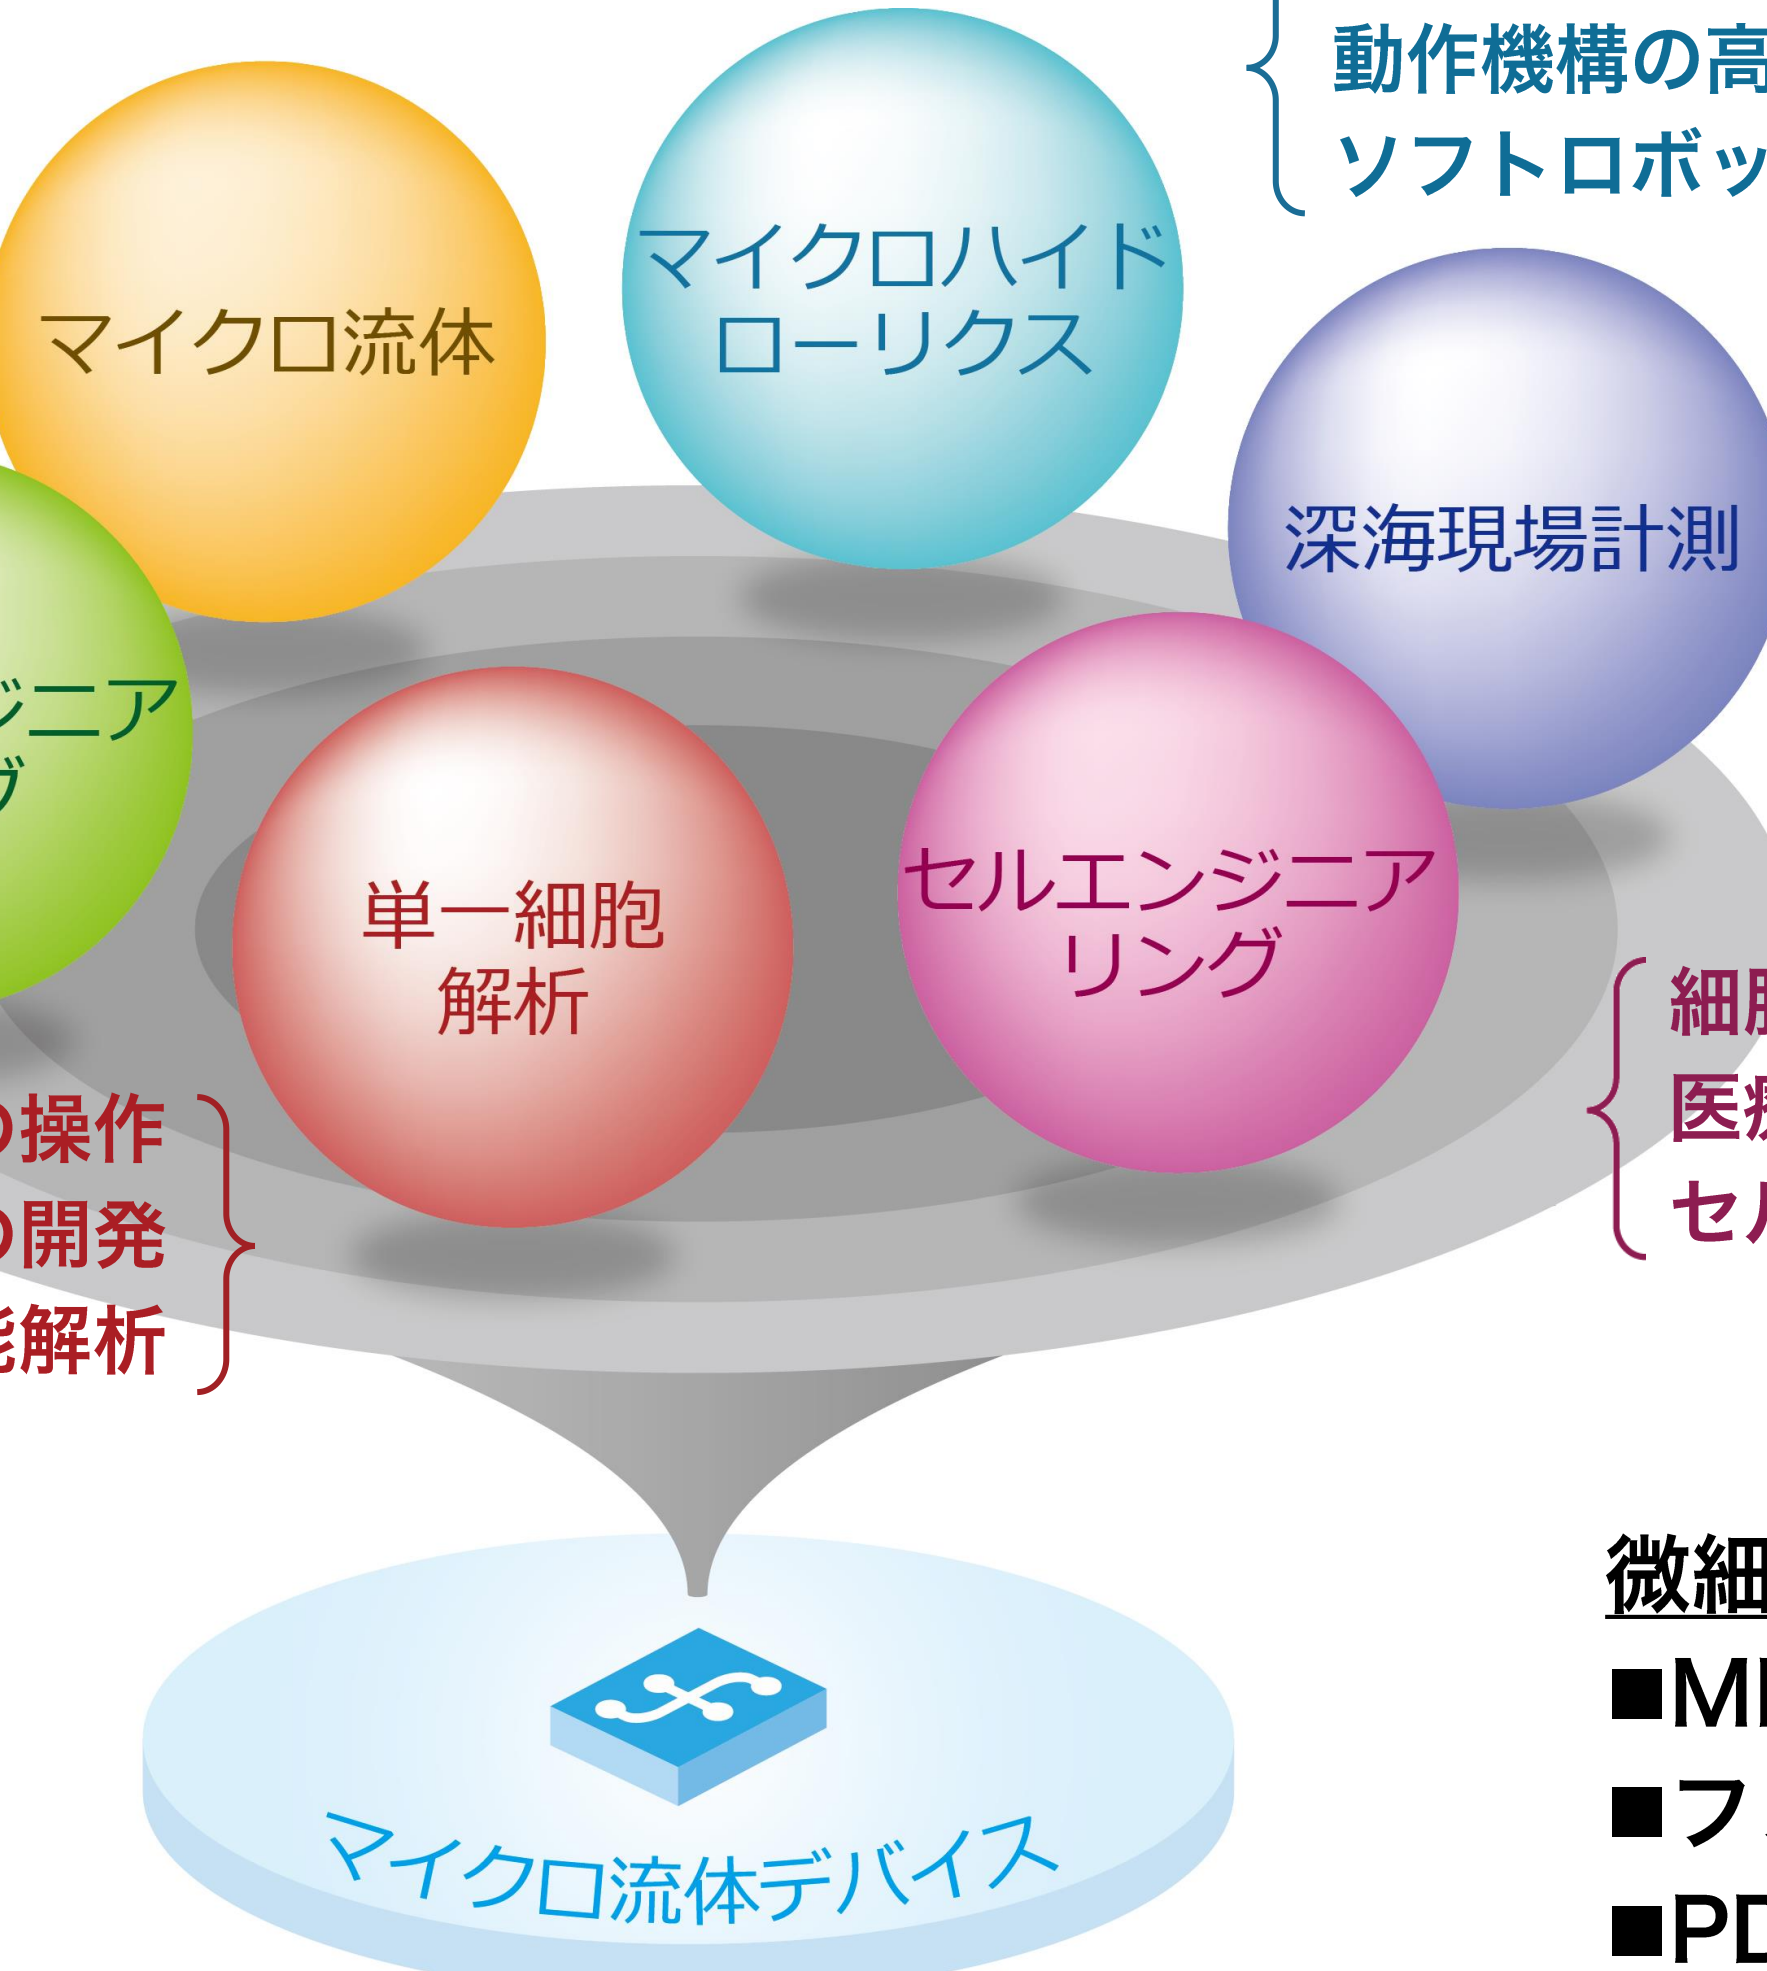 動作機構の高
ソフトロボッ
マイクロハイド
ローリクス
マイクロ流体
深海現場計測
ジニア
グ
セルエンジニア
リング
単一細胞
解析
の操作
の開発
能解析
細胞
医療
セル
微細
■
■フ
■PD
マイクロ流体デバイス